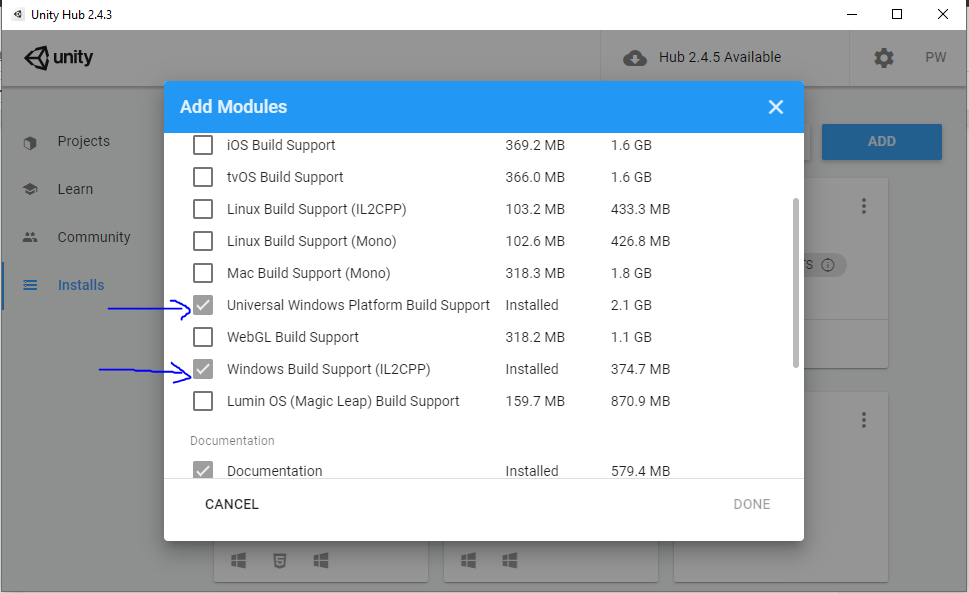 Unity Hub 2.4.3
unity
Hub 2.4.5 Available
PW
Add Modules
Projects
Learn
Community
Installs
ADD
iOS Build Support 369.2 MB 1.6 GB
tvOS Build Support 366.0 MB 1.6 GB
Linux Build Support (IL2CPP) 103.2 MB 433.3 MB
Linux Build Support (Mono) 102.6 MB 426.8 MB
Mac Build Support (Mono) 318.3 MB 1.8 GB
Universal Windows Platform Build Support Installed 2.1 GB
WebGL Build Support 318.2 MB 1.1 GB
Windows Build Support (IL2CPP) Installed 374.7 MB
Lumin OS (Magic Leap) Build Support 159.7 MB 870.9 MB
Documentation
Documentation Installed 579.4 MB
CANCEL
DONE